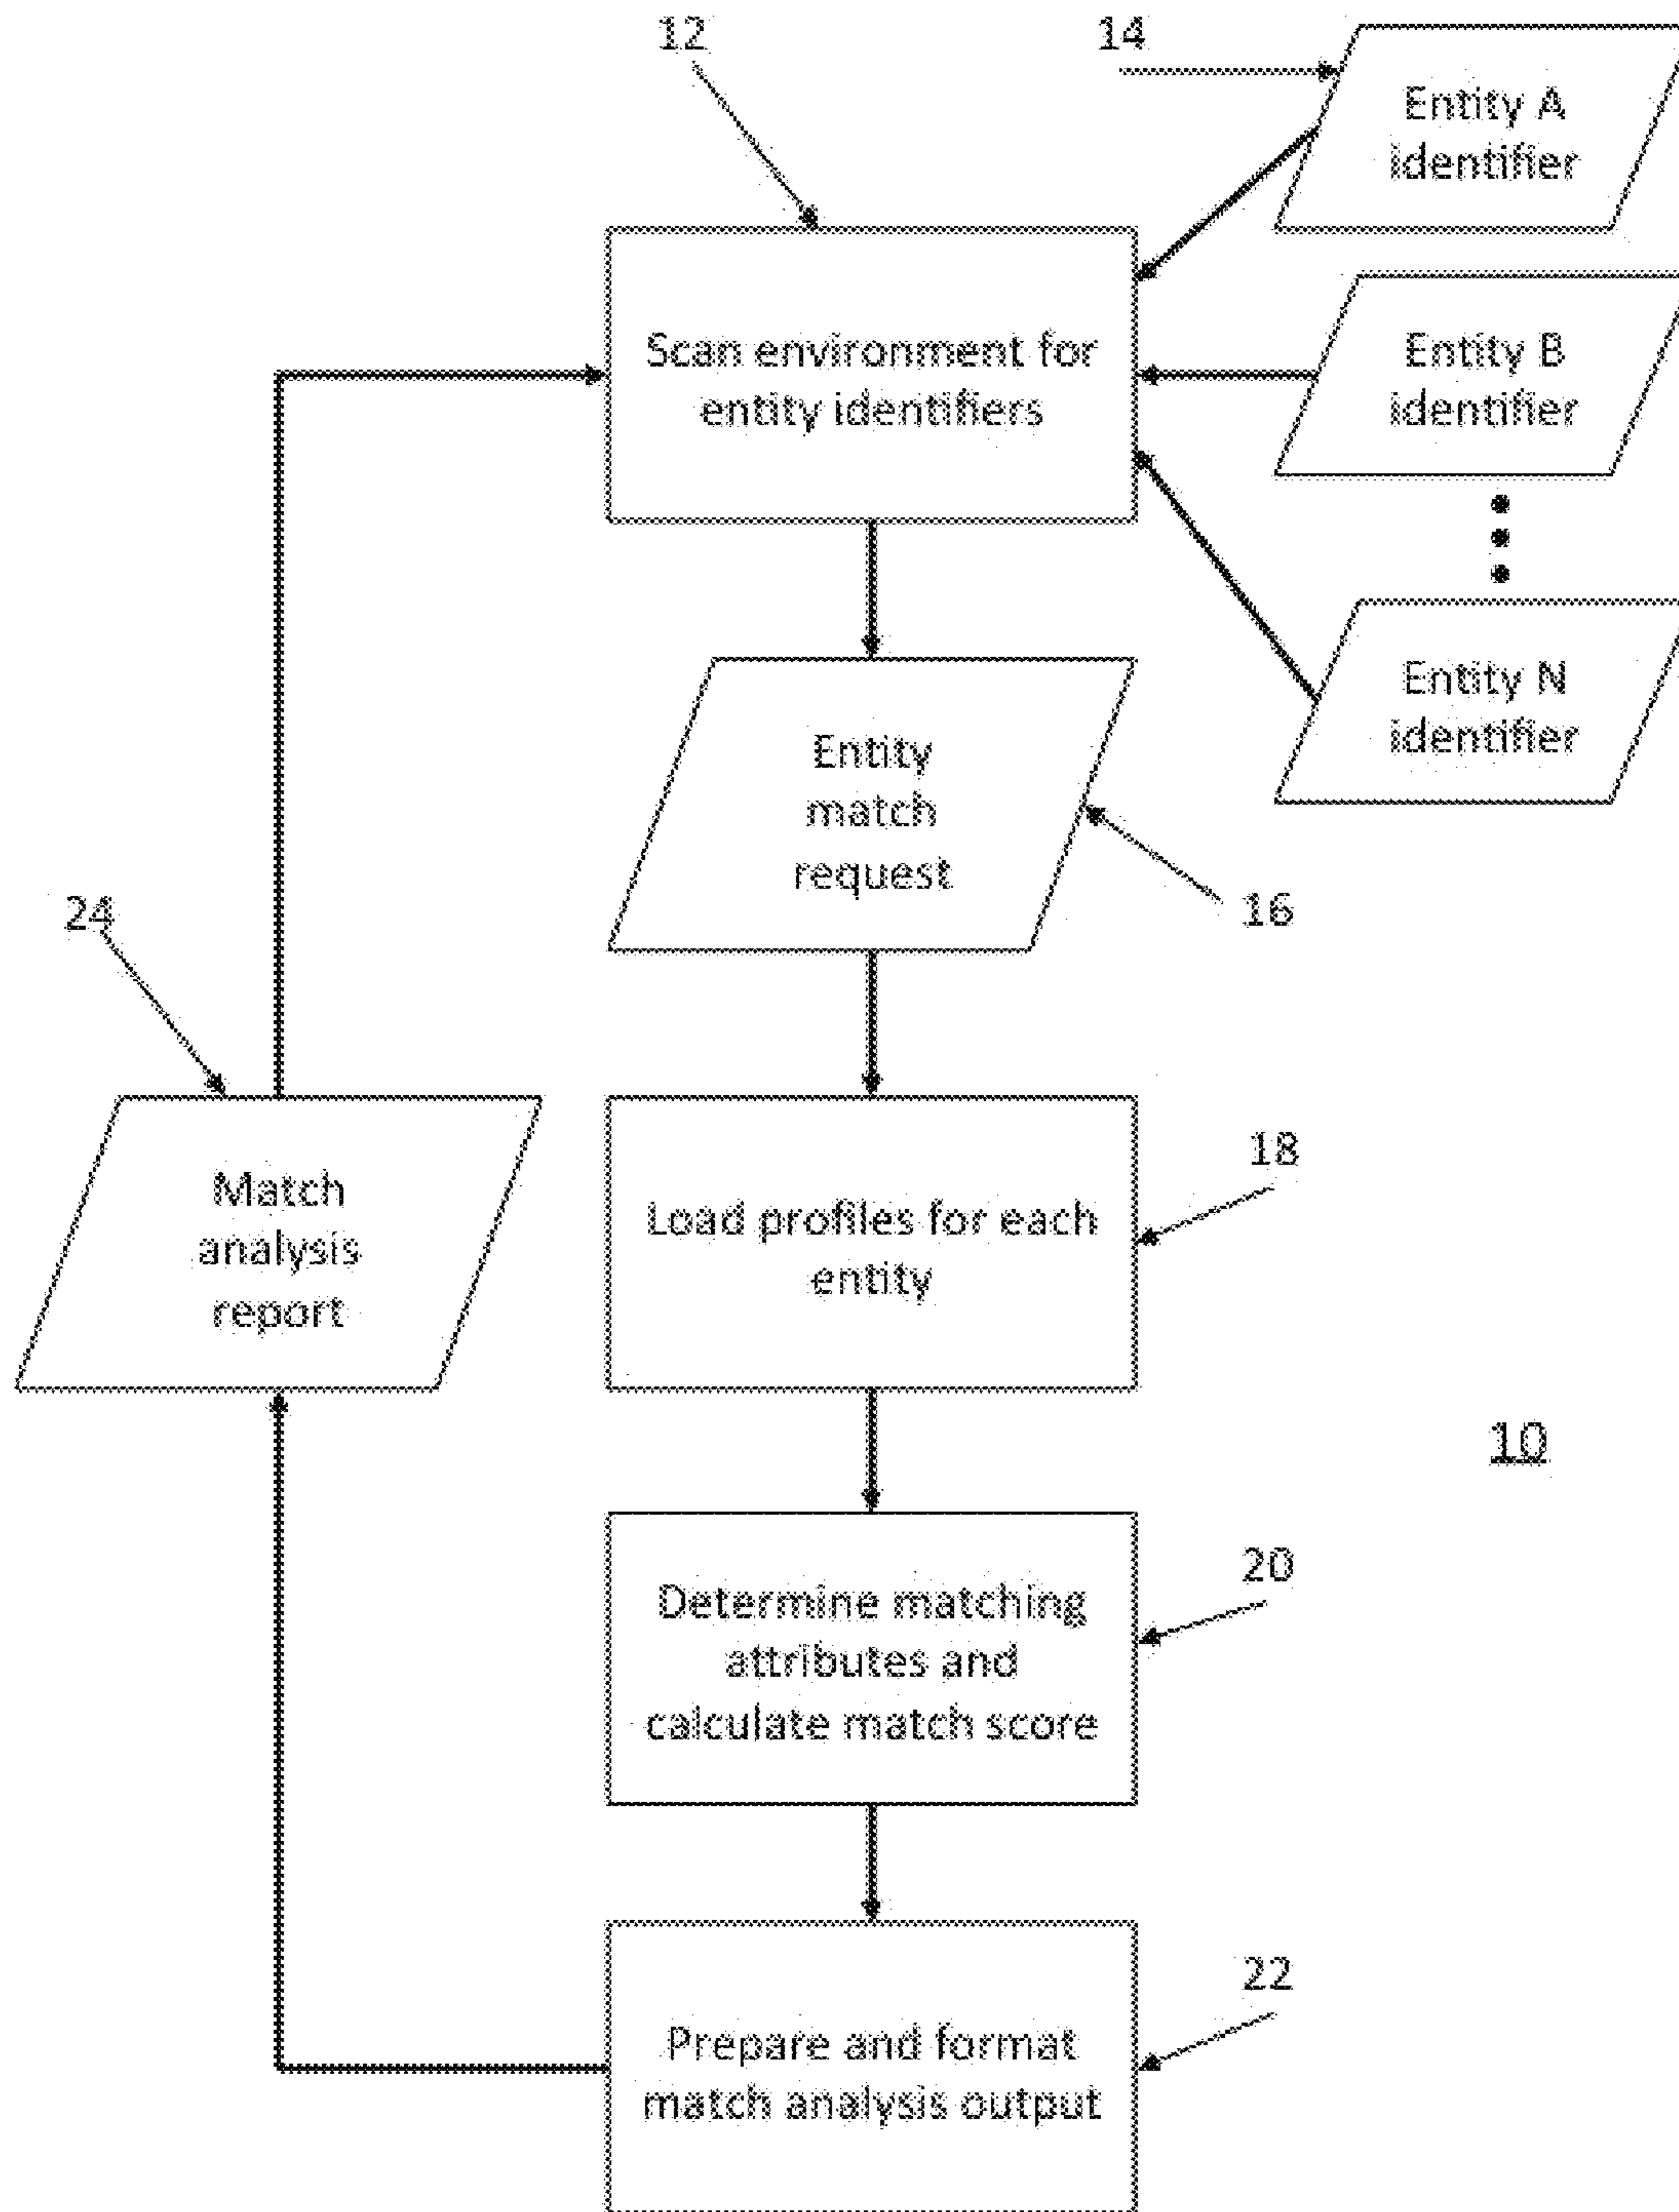 12
14
Entity A
identifier
Scan environment for
entity identifiers
Entity B
identifier
Entity N
identifier
Entity
match
request
16
24
Match
analysis
report
Load profiles for each
entity
18
10
Determine matching
attributes and
calculate match score
20
Prepare and format
match analysis output
22